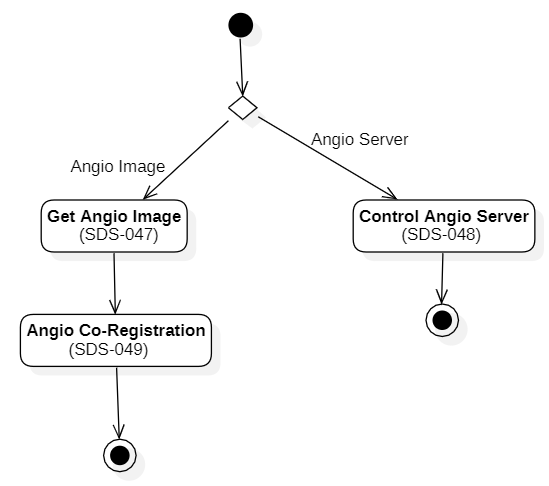 Angio Server
Angio Image
Get Angio Image
(SDS-047)
Control Angio Server
(SDS-048)
Angio Co-Registration
(SDS-049)